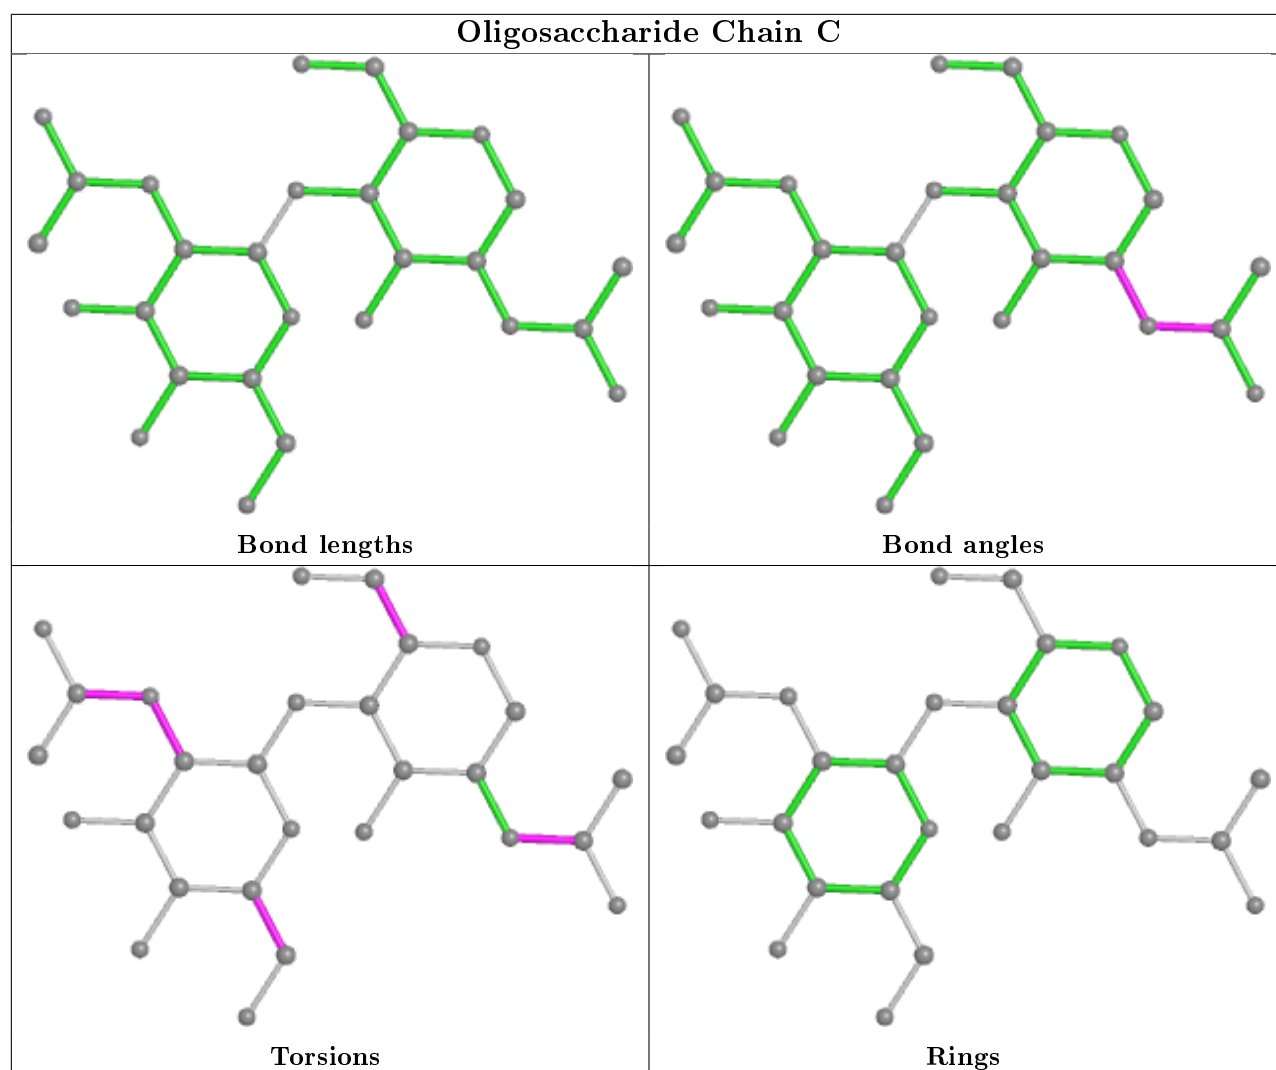 Oligosaccharide Chain C
Bond lengths
Bond angles
Torsions
Rings